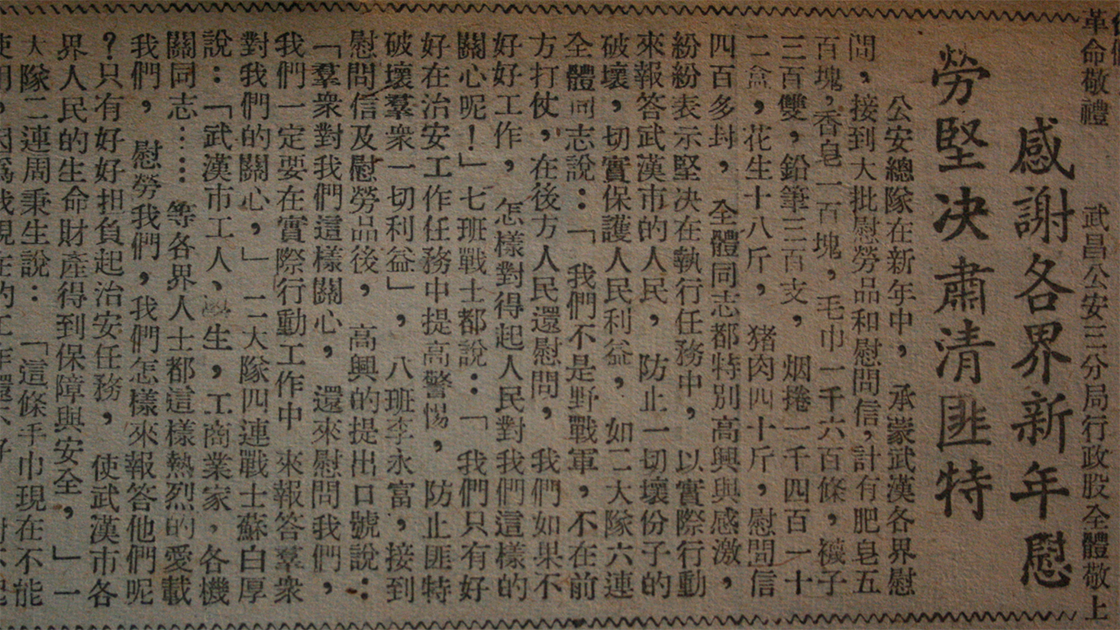 革命敬禮
武昌公安三分局行政股全體敬上
感謝各界新年慰
勞堅决肅清匪特
公安總隊在新年中，承蒙武漢各界慰
問，接到大批慰勞品和慰問信，計有肥皂五
百塊，香皂一百塊，毛巾一千六百條，襪子
三百雙，鉛筆三百支，烟捲一千四百一十
二盒，花生十八斤，猪肉四十斤，慰問信
四百多封，全體同志都特別高興與感激，
紛紛表示堅决在執行任務中，以實際行動
來報答武漢市的人民，防止一切壞份子的
破壞，切實保護人民利益，如二大隊六連
全體同志說：「我們不是野戰軍，不在前
方打仗，在後方人民還慰問，我們如果不
好好工作，怎樣對得起人民對我們這樣的
關心呢！」七班戰士都說：「我們只有好
好在治安工作任務中提高警惕，防止匪特
破壞羣衆一切利益」，八班李永富，接到
慰問信及慰勞品後，高興的提出口號說：
「羣衆對我們這樣關心，還來慰問我們，
我們一定要在實際行動工作中來報答羣衆
對我們的關心，」二大隊四連戰士蘇白厚
說：「武漢市工人、學生，工商業家，各機
關同志……等各界人士都這樣熱烈的愛載
我們，慰勞我們，我們怎樣來報答他們呢
？只有好好担負起治安任務，使武漢市各
界人民的生命財產得到保障與安全，」一
大隊二連周秉生說：「這條手巾現在不能